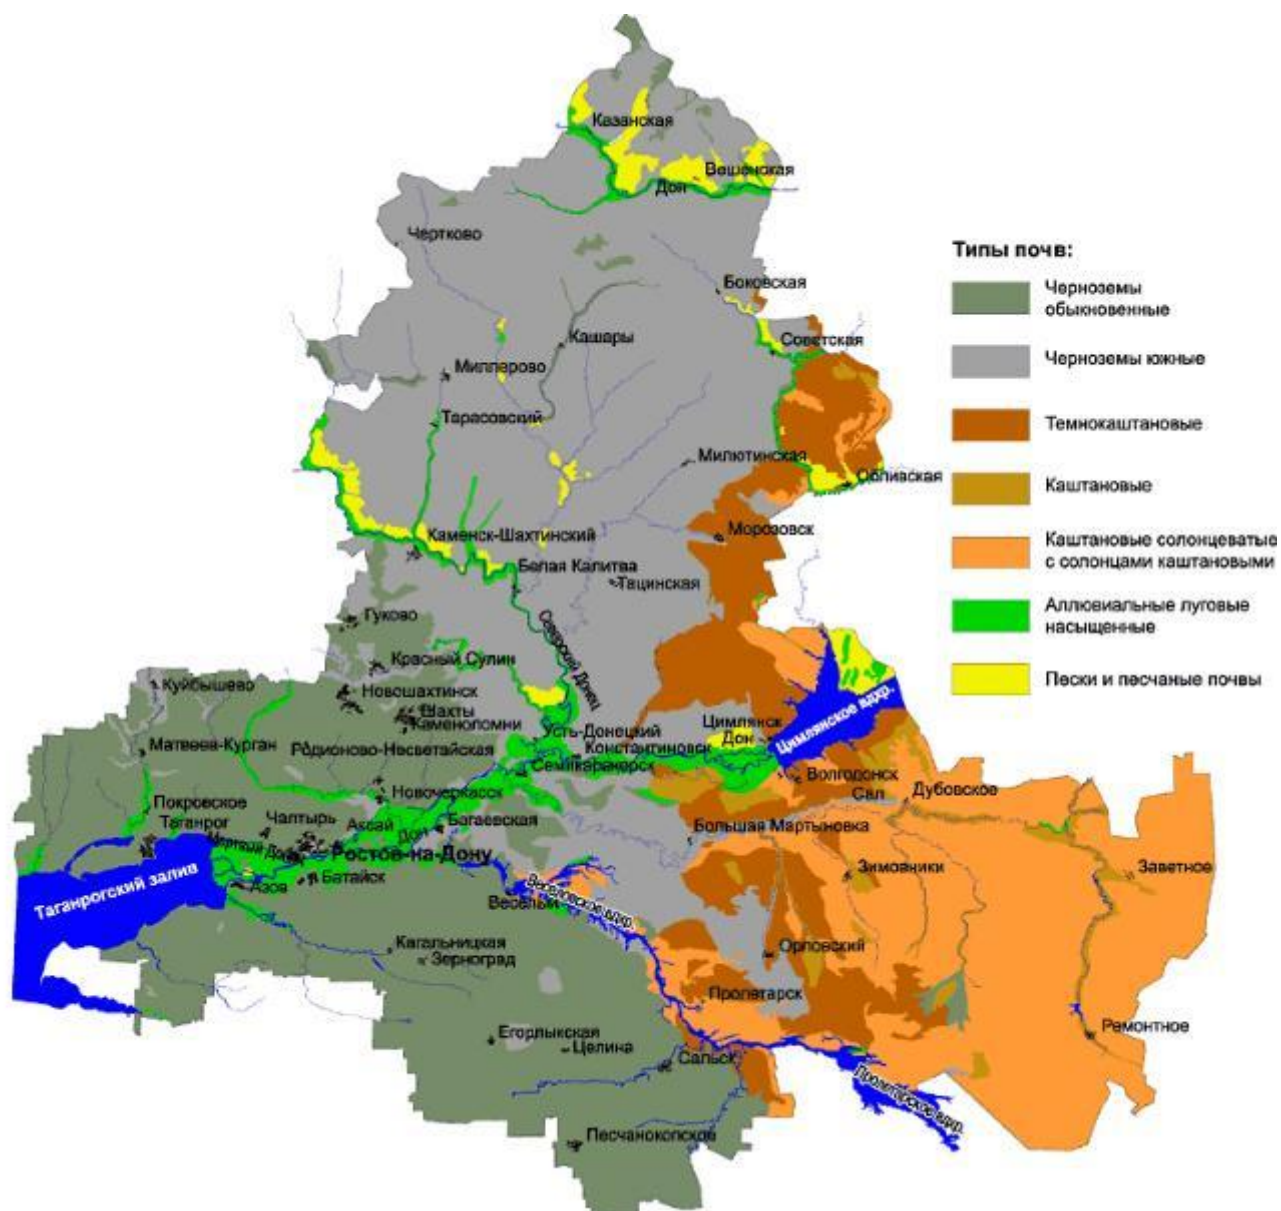 Казанская
Вешенская
Дон
Чертково
Боковская
Советская
Кашары
Миллерово
Тарасовский
Милютинская
Обливская
Морозовск
Каменск-Шахтинский
Белая Калитва
Тацинская
Гуково
Северский Донец
Красный Сулин
Куйбышево
Новошахтинск
Шахты
Каменоломни
Усть-Донецкий
Цимлянск
Дон
Цимлянское вдхр.
Матвеев-Курган
Родионово-Несветайская
Константиновск
Семикаракорск
Волгодонск
Сал
Дубовское
Новочеркасск
Покровское
Таганрог
Чалтырь
Аксай
Дон
Багаевская
Большая Мартыновка
Мертвый Донец
Ростов-на-Дону
Зимовники
Заветное
Таганрогский залив
Азов
Батайск
Веселый
Веселовское вдхр.
Кагальницкая
Зерноград
Орловский
Пролетарск
Ремонтное
Егорлыкская
Целина
Сальск
Пролетарское вдхр.
Песчанокопское
Типы почв:
Черноземы
обыкновенные
Черноземы южные
Темнокаштановые
Каштановые
Каштановые солонцеватые
с солонцами каштановыми
Аллювиальные луговые
насыщенные
Пески и песчаные почвы